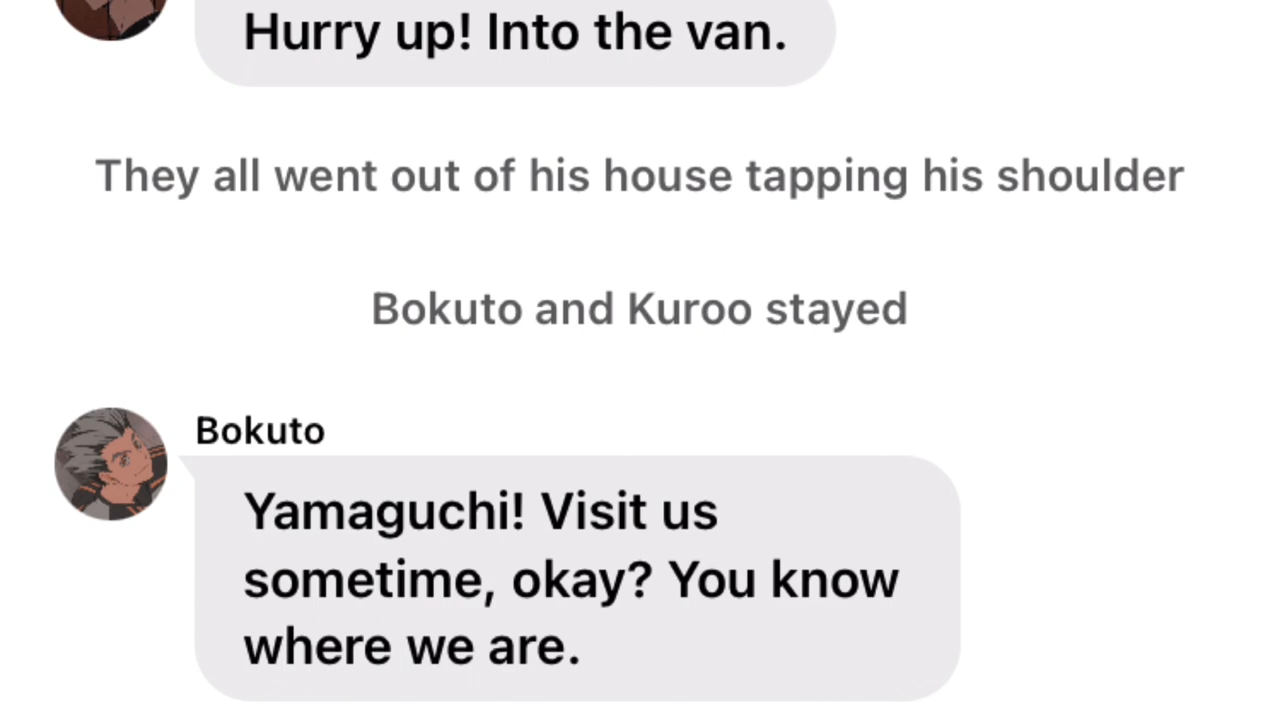 Hurry up! Into the van.
They all went out of his house tapping his shoulder
Bokuto and Kuroo stayed
Bokuto
Yamaguchi! Visit us
sometime, okay? You know
where we are.